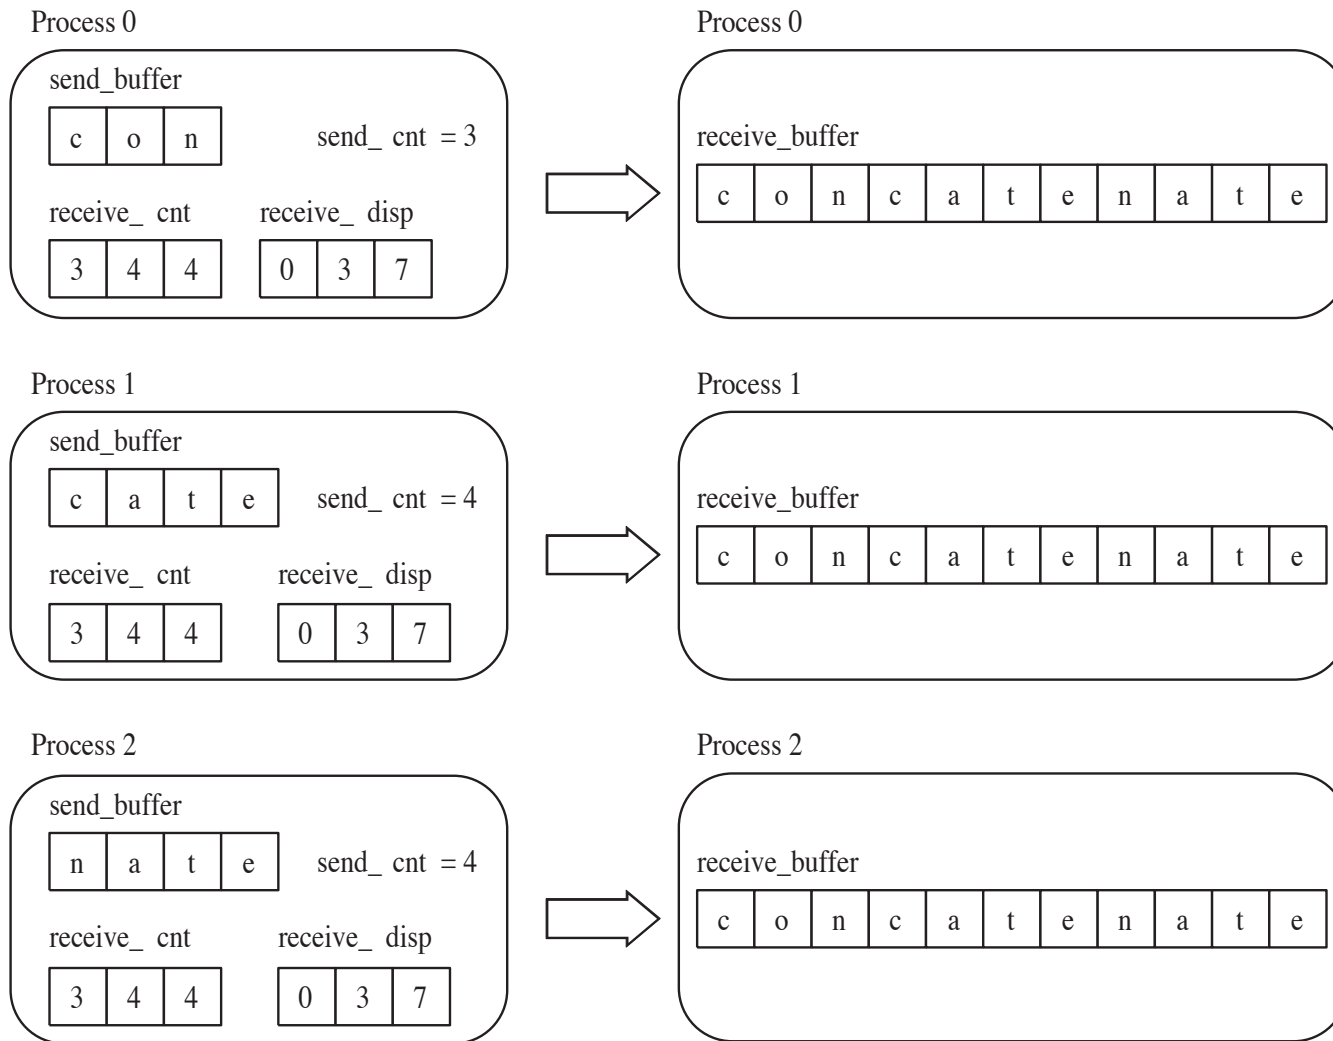 Process 0
send_buffer
c o n
send_ cnt = 3
receive_ cnt
receive_ disp
3 4 4
0 3 7
Process 0
receive_buffer
c o n c a t e n a t e
Process 1
send_buffer
c a t e
send_ cnt = 4
receive_ cnt
receive_ disp
3 4 4
0 3 7
Process 1
receive_buffer
c o n c a t e n a t e
Process 2
send_buffer
n a t e
send_ cnt = 4
receive_ cnt
receive_ disp
3 4 4
0 3 7
Process 2
receive_buffer
c o n c a t e n a t e